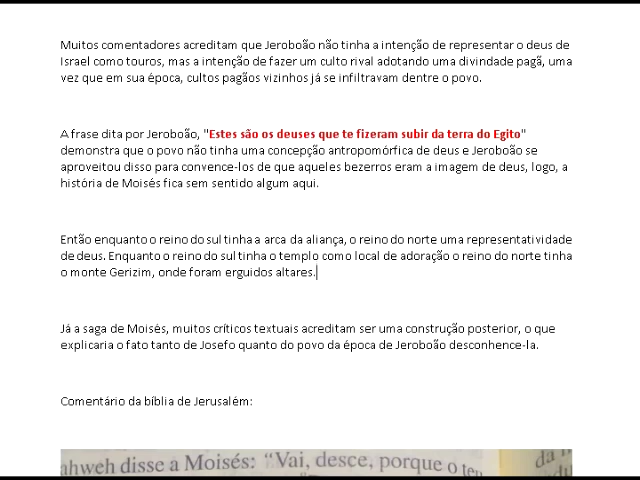 Muitos comentadores acreditam que Jeroboão não tinha a intenção de representar o deus de
Israel como touros, mas a intenção de fazer um culto rival adotando uma divindade pagã, uma
vez que em sua época, cultos pagãos vizinhos já se infiltravam dentre o povo.
A frase dita por Jeroboão, "Estes são os deuses que te fizeram subir da terra do Egito"
demonstra que o povo não tinha uma concepção antropomórfica de deus e Jeroboão se
aproveitou disso para convence-los de que aqueles bezerros eram a imagem de deus, logo, a
história de Moisés fica sem sentido algum aqui.
Então enquanto o reino do sul tinha a arca da aliança, o reino do norte uma representatividade
de deus. Enquanto o reino do sul tinha o templo como local de adoração o reino do norte tinha
o monte Gerizim, onde foram erguidos altares.
Já a saga de Moisés, muitos críticos textuais acreditam ser uma construção posterior, o que
explicaria o fato tanto de Josefo quanto do povo da época de Jeroboão desconhence-la.
Comentário da bíblia de Jerusalém:
ahweh disse a Moisés: "Vai, desce, porque o